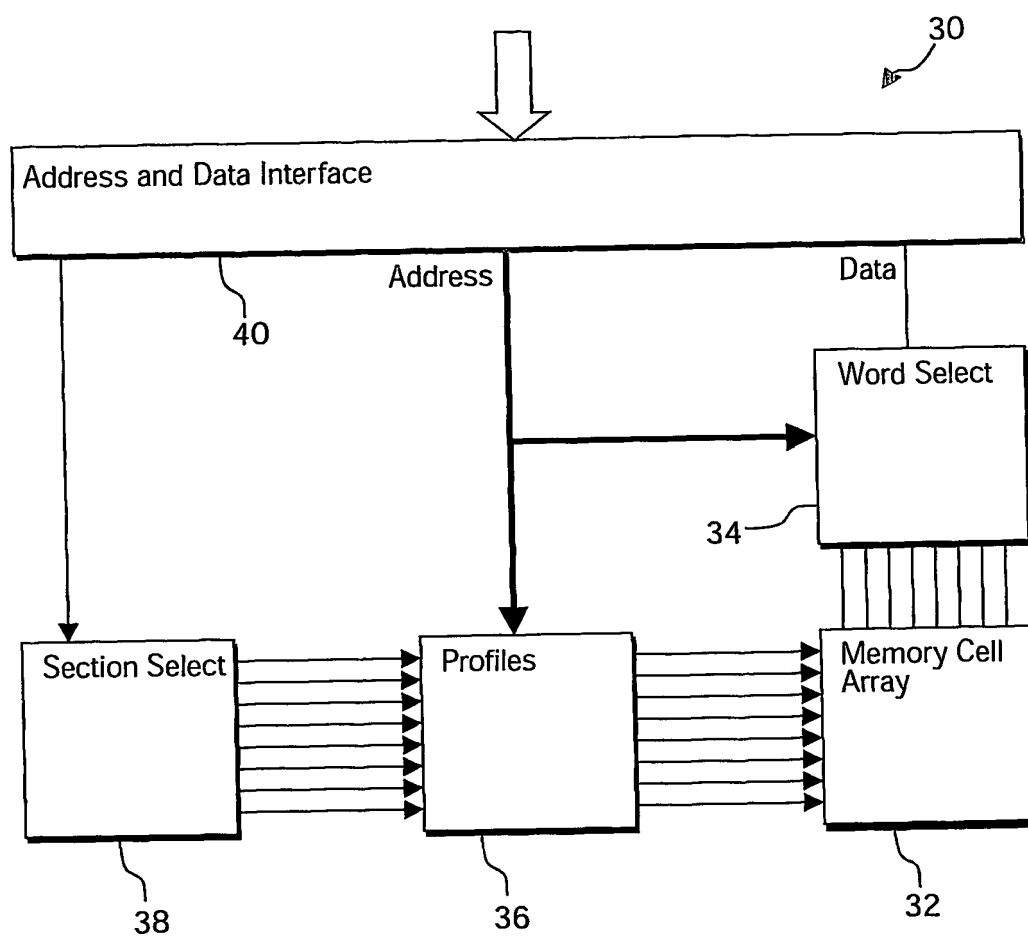 30
Address and Data Interface
Address
Data
40
Word Select
34
Section Select
Profiles
Memory Cell
Array
38
36
32